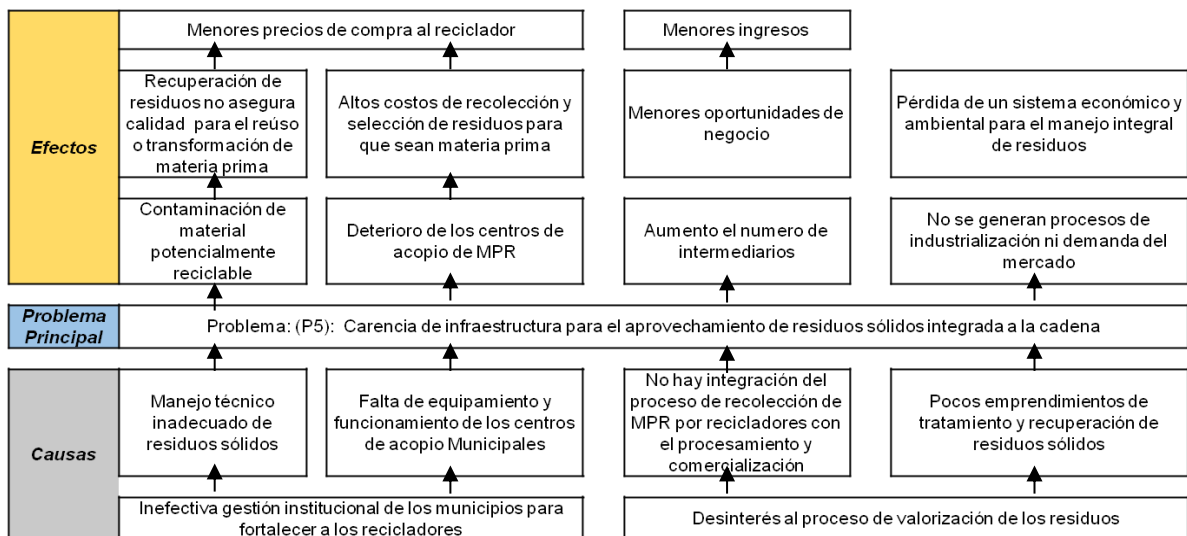 Efectos
Menores precios de compra al reciclador
Menores ingresos
Recuperación de
residuos no asegura
calidad para el reúso
o transformación de
materia prima
Altos costos de recolección y
selección de residuos para
que sean materia prima
Menores oportunidades de
negocio
Pérdida de un sistema económico y
ambiental para el manejo integral
de residuos
Contaminación de
material
potencialmente
reciclable
Deterioro de los centros de
acopio de MPR
Aumento el numero de
intermediarios
No se generan procesos de
industrialización ni demanda del
mercado
Problema
Principal
Problema: (P5): Carencia de infraestructura para el aprovechamiento de residuos sólidos integrada a la cadena
Causas
Manejo técnico
inadecuado de
residuos sólidos
Falta de equipamiento y
funcionamiento de los centros
de acopio Municipales
No hay integración del
proceso de recolección de
MPR por recicladores con
el procesamiento y
comercialización
Pocos emprendimientos de
tratamiento y recuperación de
residuos sólidos
Inefectiva gestión institucional de los municipios para
fortalecer a los recicladores
Desinterés al proceso de valorización de los residuos